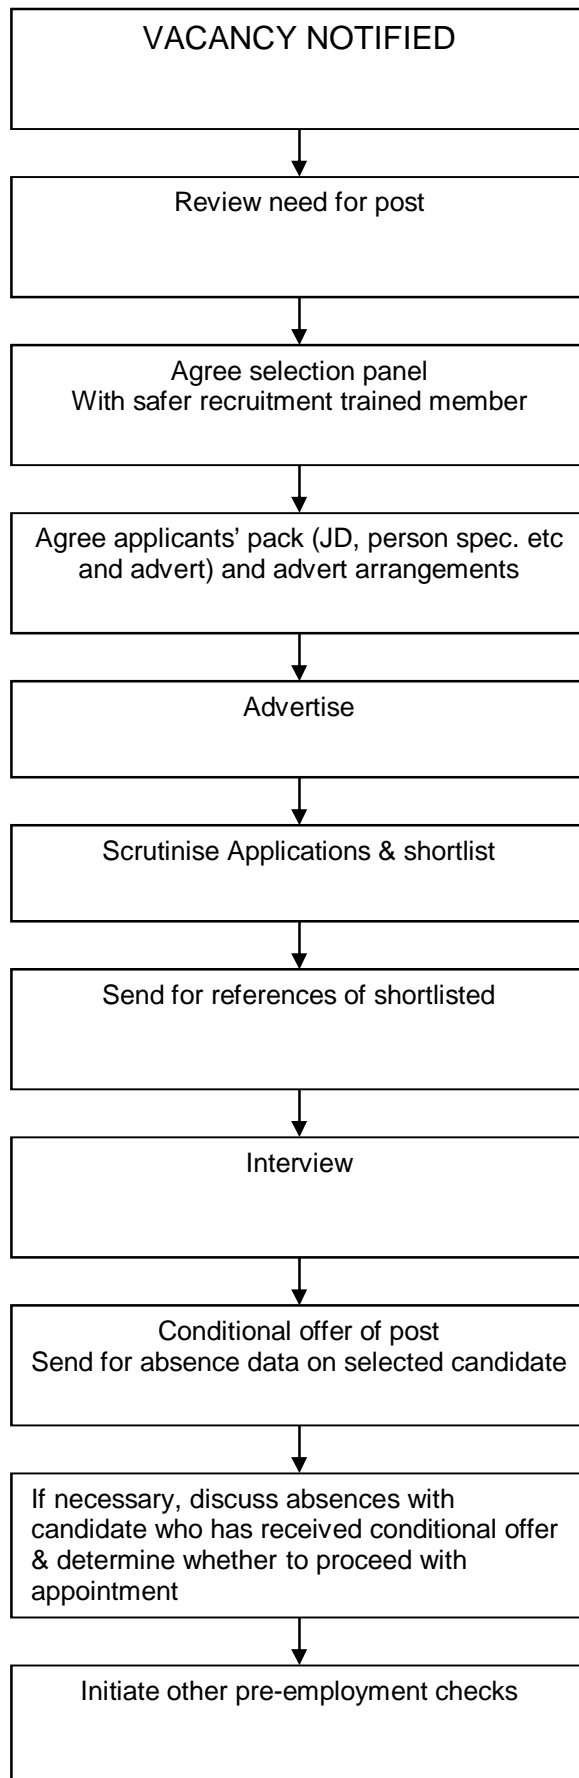 VACANCY NOTIFIED
Review need for post
Agree selection panel
With safer recruitment trained member
Agree applicants’ pack (JD, person spec. etc
and advert) and advert arrangements
Advertise
Scrutinise Applications & shortlist
Send for references of shortlisted
Interview
Conditional offer of post
Send for absence data on selected candidate
If necessary, discuss absences with
candidate who has received conditional offer
& determine whether to proceed with
appointment
Initiate other pre-employment checks